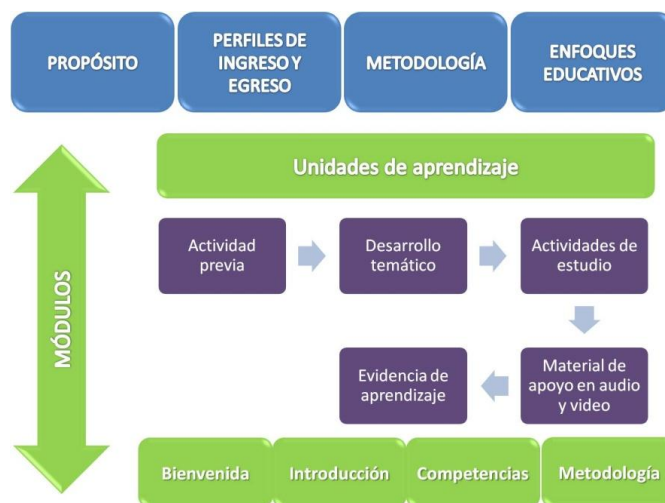 PROPÓSITO
PERFILES DE
INGRESO Y
EGRESO
METODOLOGÍA
ENFOQUES
EDUCATIVOS
MÓDULOS
Unidades de aprendizaje
Actividad
previa
Desarrollo
temático
Actividades de
estudio
Material de
apoyo en audio
y video
Evidencia de
aprendizaje
Bienvenida
Introducción
Competencias
Metodología